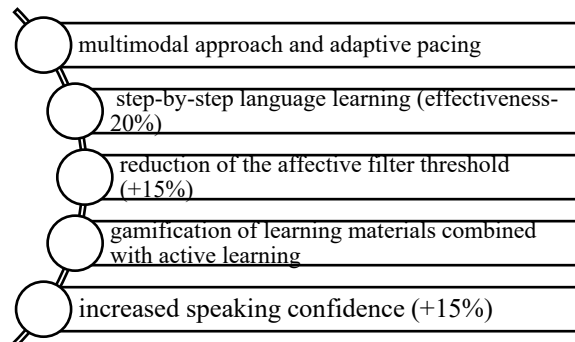 multimodal approach and adaptive pacing
step-by-step language learning (effectiveness-
20%)
reduction of the affective filter threshold
(+15%)
gamification of learning materials combined
with active learning
increased speaking confidence (+15%)